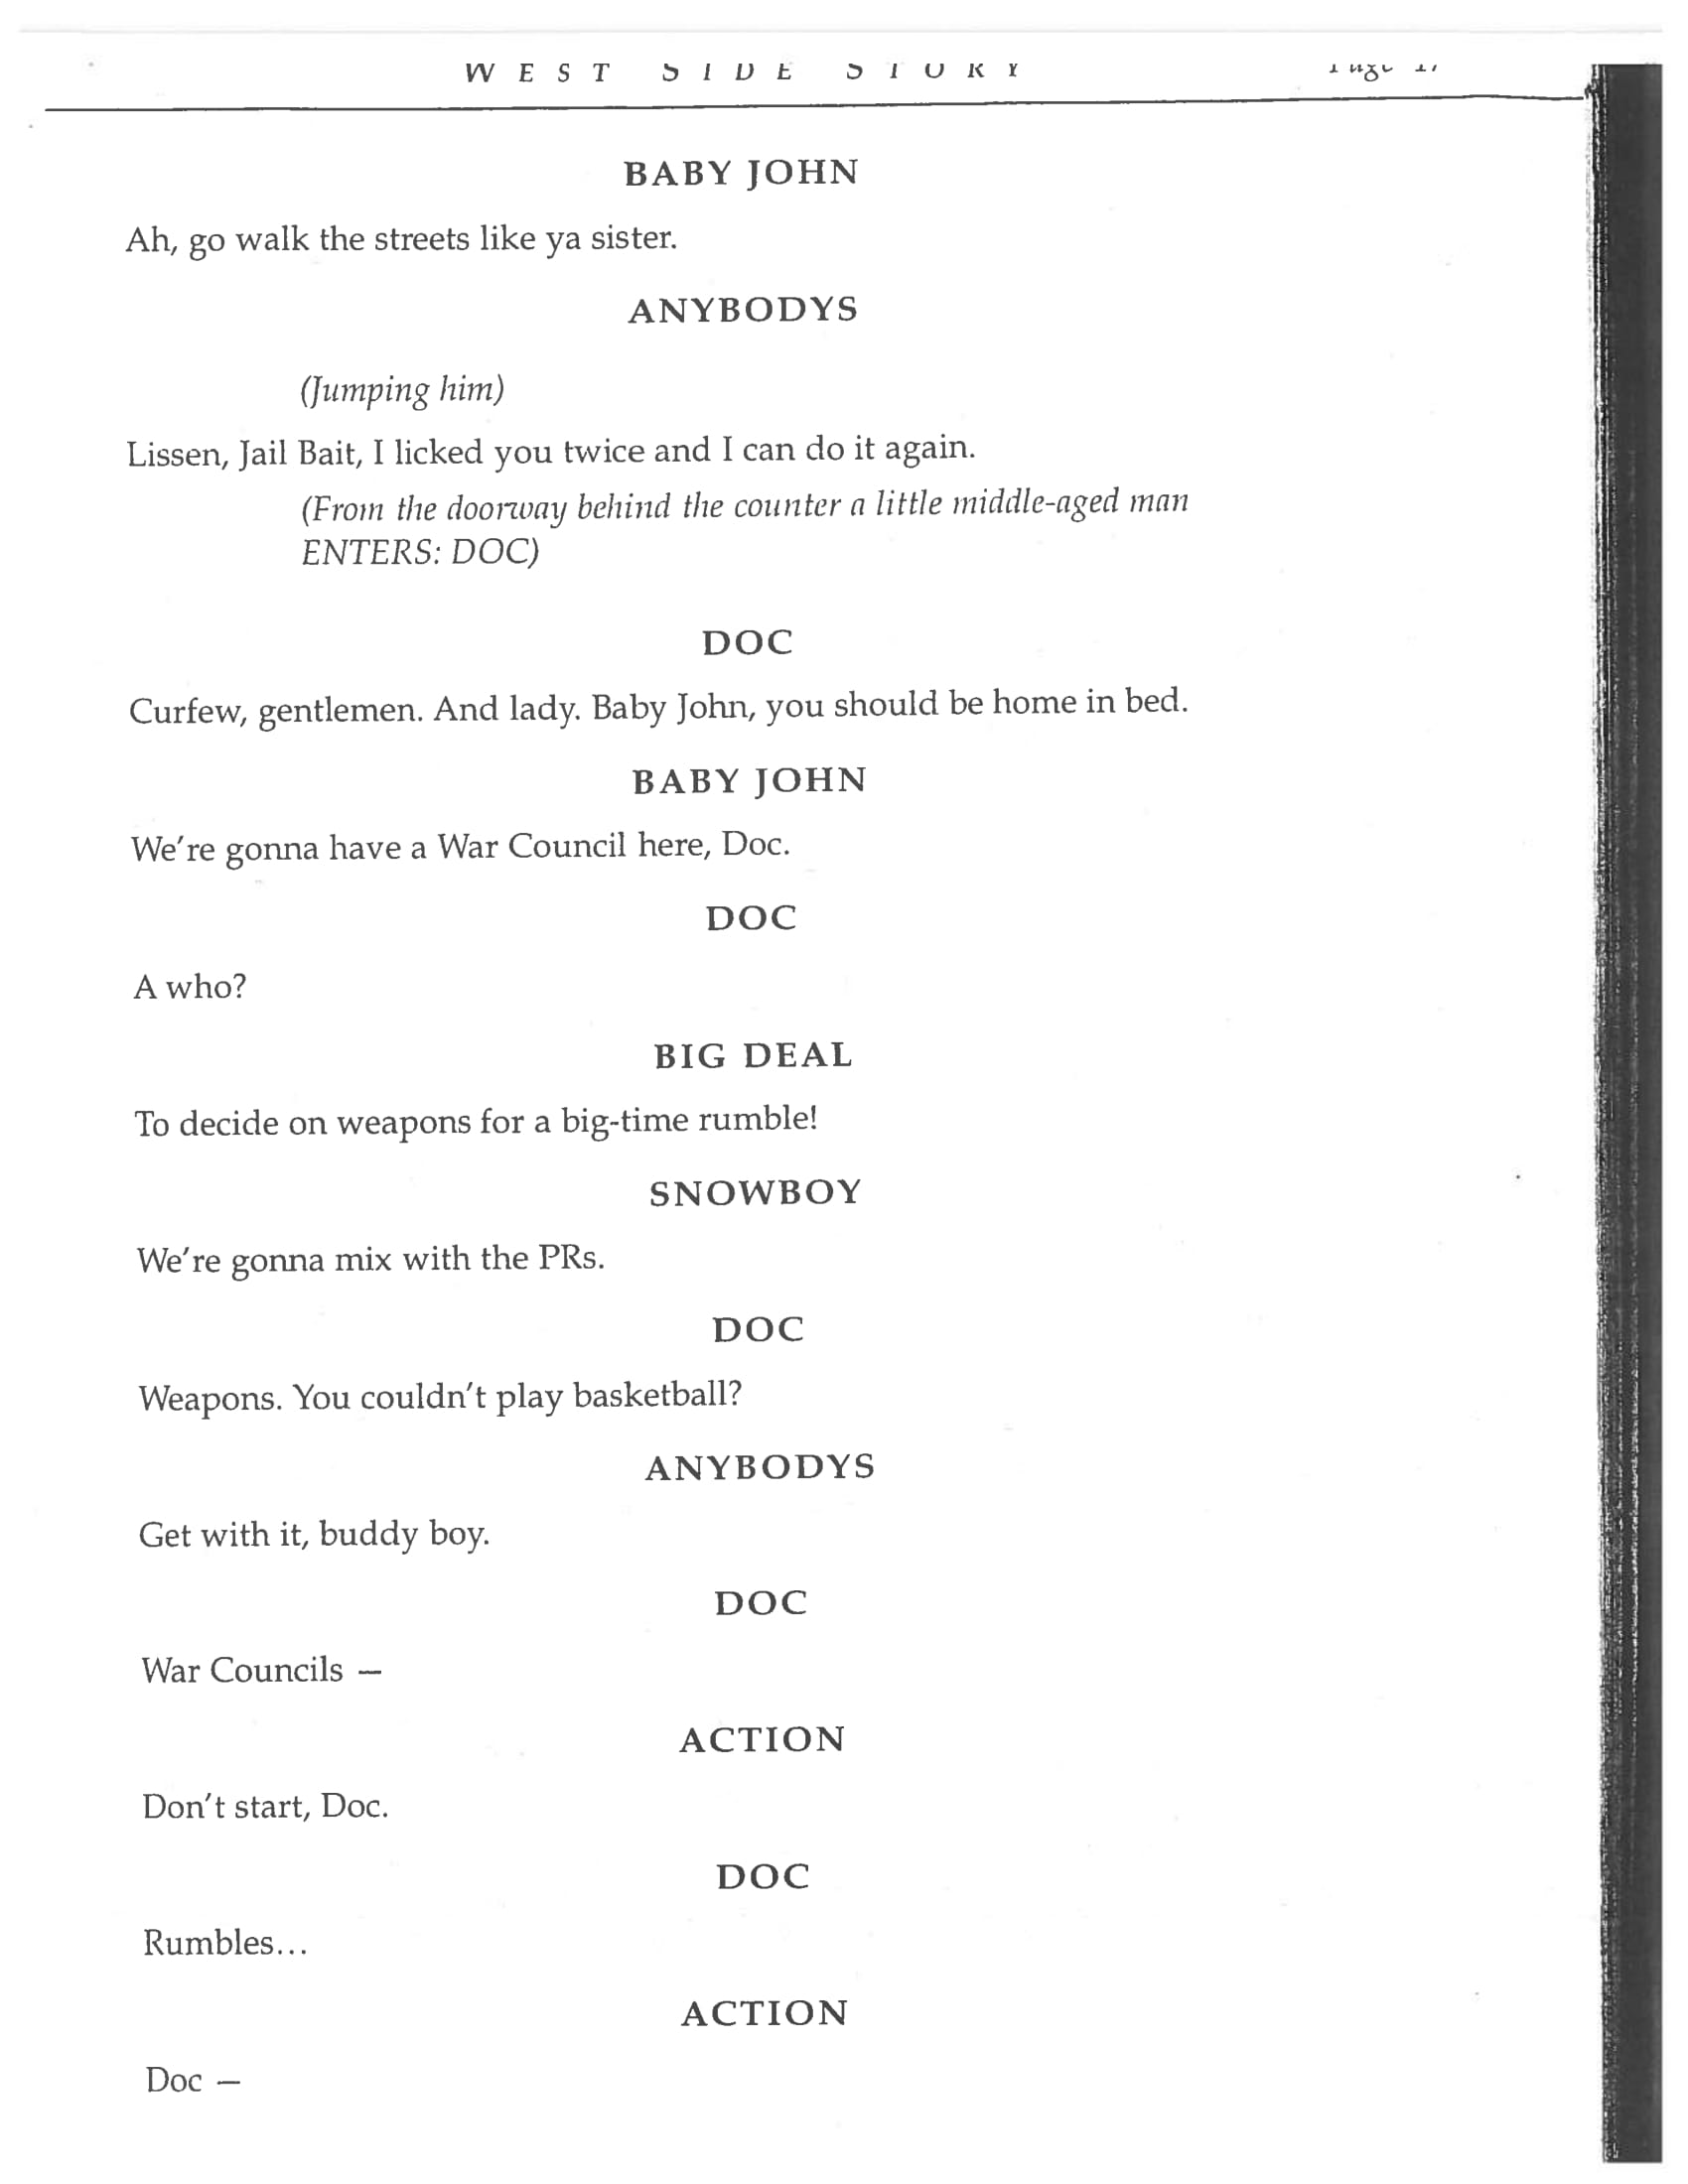 WEST SIDE STORY
BABY JOHN
Ah, go walk the streets like ya sister.
ANYBODYS
(Jumping him)
Lissen, Jail Bait, I licked you twice and I can do it again.
(From the doorway behind the counter a little middle-aged man
ENTERS: DOC)
DOC
Curfew, gentlemen. And lady. Baby John, you should be home in bed.
BABY JOHN
We're gonna have a War Council here, Doc.
DOC
A who?
BIG DEAL
To decide on weapons for a big-time rumble!
SNOWBOY
We're gonna mix with the PRs.
DOC
Weapons. You couldn't play basketball?
ANYBODYS
Get with it, buddy boy.
DOC
War Councils —
ACTION
Don't start, Doc.
DOC
Rumbles...
ACTION
Doc —